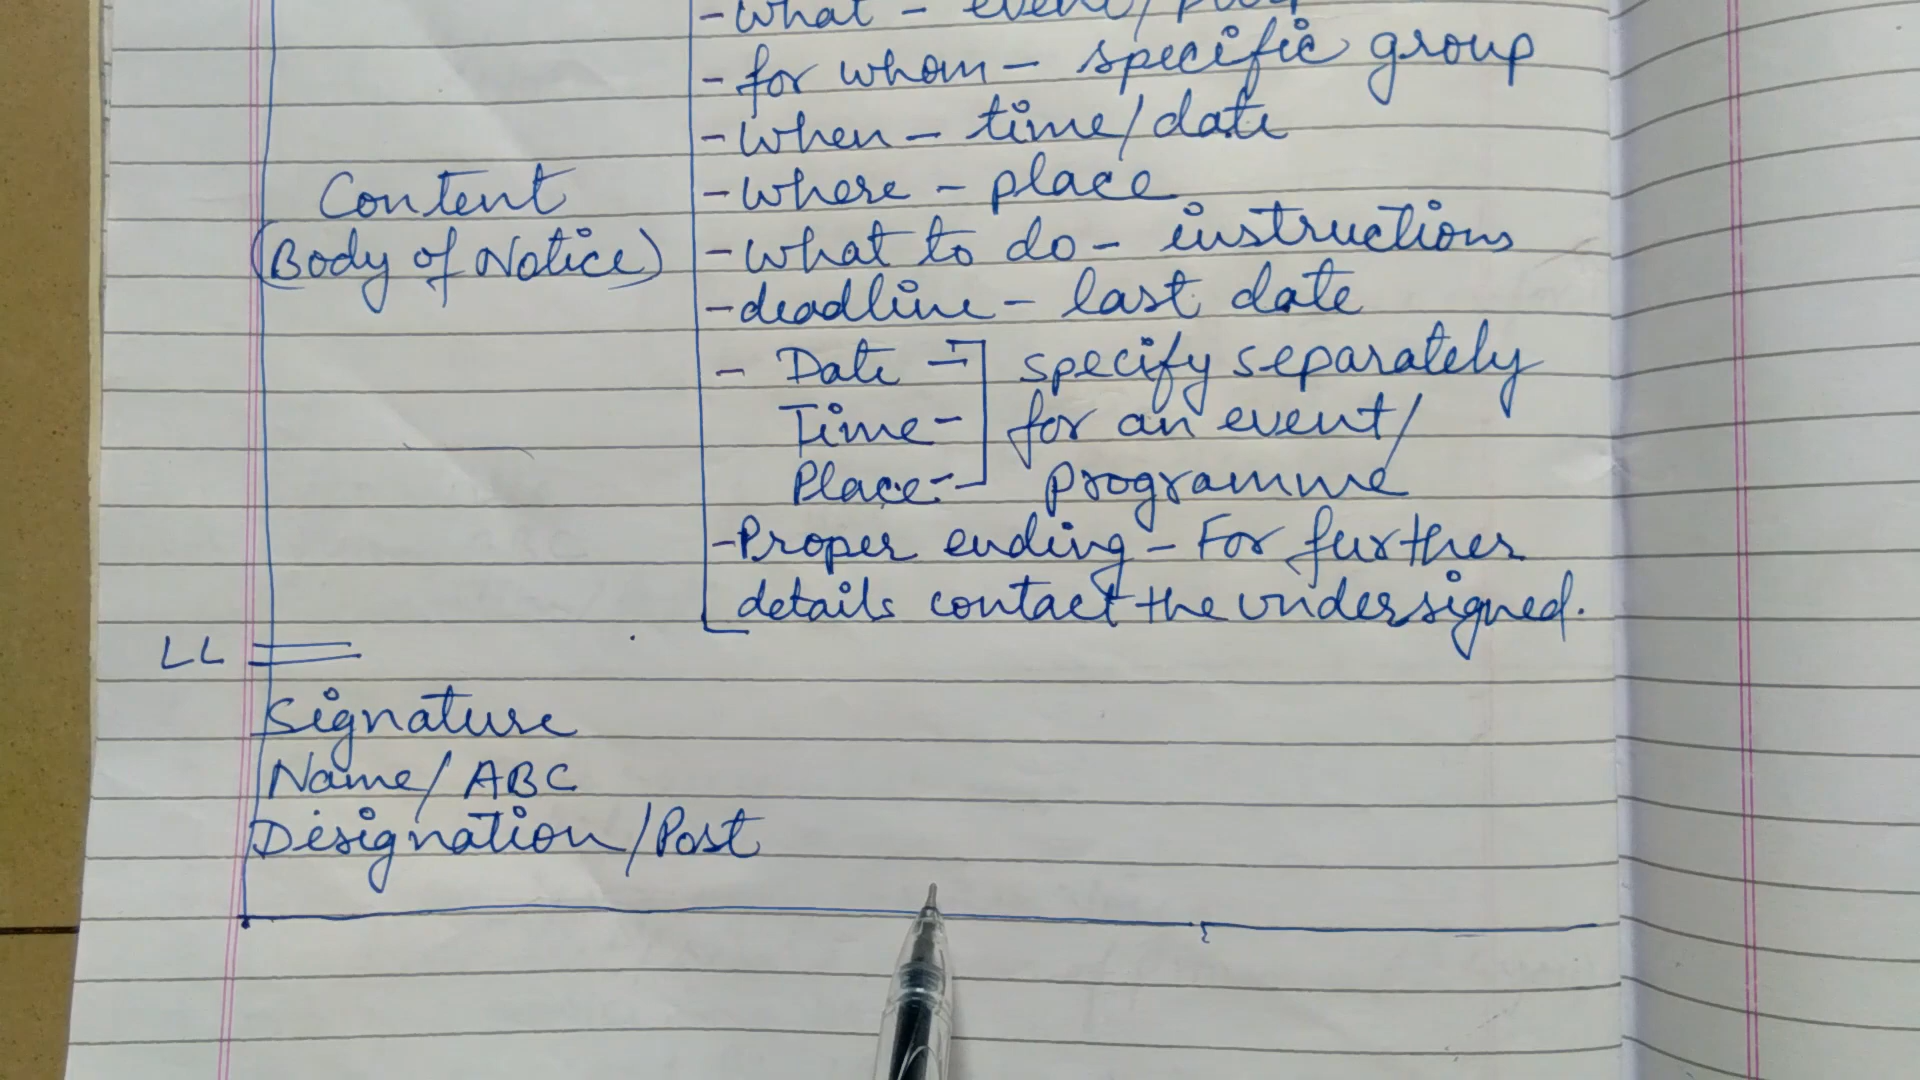 - What - event/
- for whom - specific group
- When - time/date
- where - place
Content
(Body of Notice)
- what to do - instructions
- deadline - last date
- Date - specify separately
Time - for an event/
Place:- programme
- Proper ending - For further
details contact the undersigned.
LL
Signature
Name/ ABC
Designation/Post